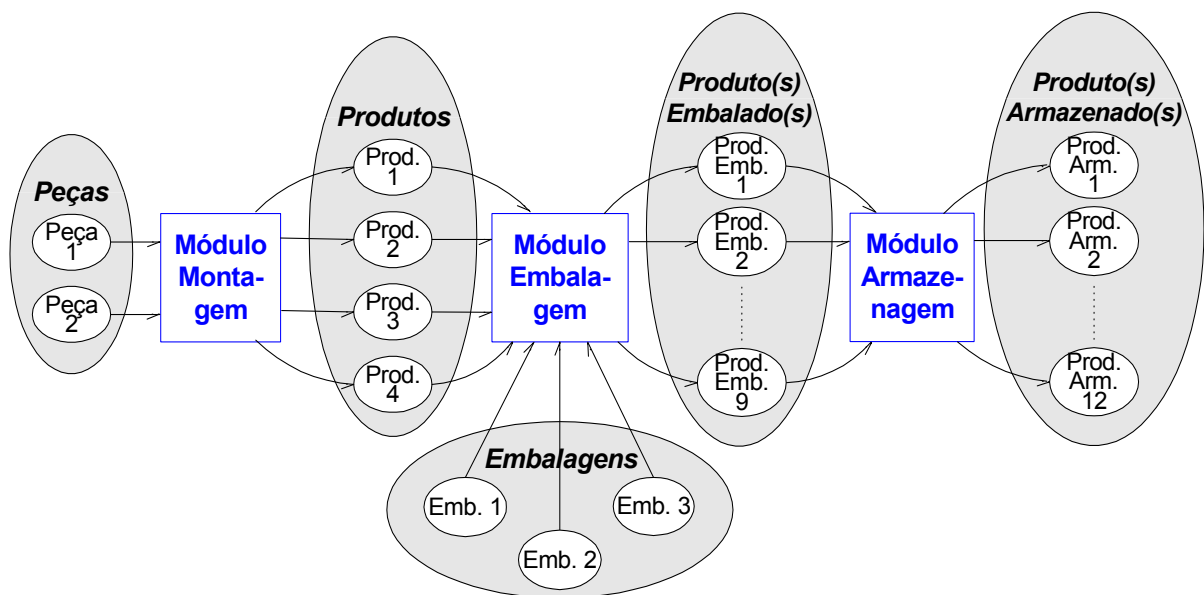 Peças
Peça
1
Peça
2
Módulo
Monta-
gem
Produtos
Prod.
1
Prod.
2
Prod.
3
Prod.
4
Módulo
Embala-
gem
Embalagens
Emb. 1
Emb. 2
Emb. 3
Produto(s)
Embalado(s)
Prod.
Emb.
1
Prod.
Emb.
2
Prod.
Emb.
9
Módulo
Armaze-
nagem
Produto(s)
Armazenado(s)
Prod.
Arm.
1
Prod.
Arm.
2
Prod.
Arm.
12